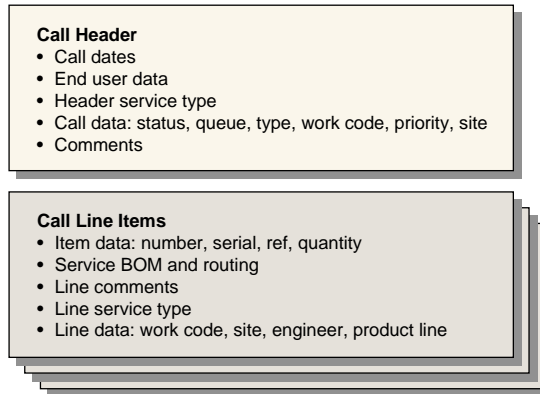 Call Header
• Call dates
• End user data
• Header service type
• Call data: status, queue, type, work code, priority, site
• Comments
Call Line Items
• Item data: number, serial, ref, quantity
• Service BOM and routing
• Line comments
• Line service type
• Line data: work code, site, engineer, product line